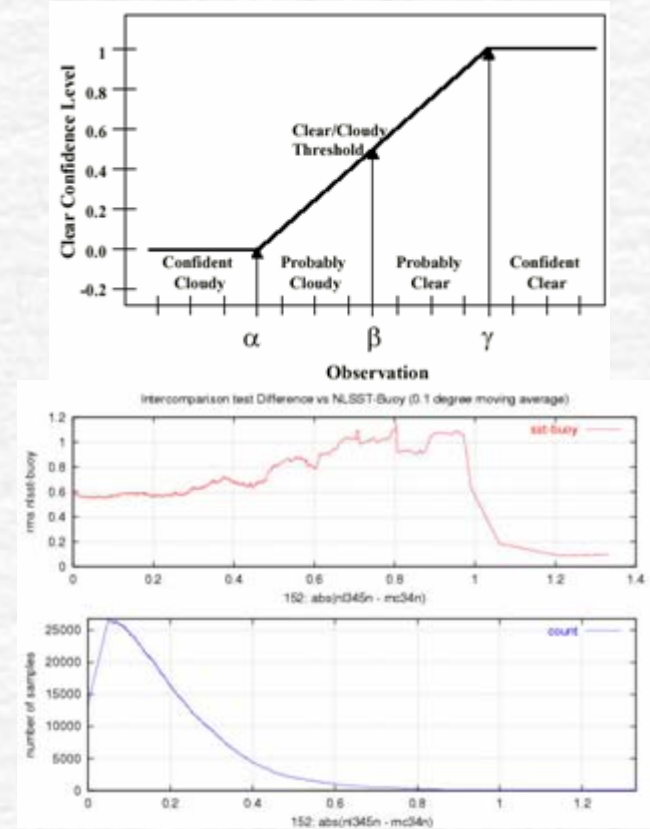 1
0.8
0.6
0.4
0.2
0.0
-0.2
Clear Confidence Level
Clear/Cloudy
Threshold
Confident Probably Probably Confident
Cloudy Cloudy Clear Clear
α β γ
Observation
Intercomparison test Difference vs NLSST-Buoy (0.1 degree moving average)
1.2
1
0.8
0.6
0.4
0.2
0
rms nlsst-buoy
sst-buoy
0 0.2 0.4 0.6 0.8 1 1.2 1.4
152: abs(nl345n - mc34n)
25000
20000
15000
10000
5000
0
number of samples
count
0 0.2 0.4 0.6 0.8 1 1.2
152: abs(nl345n - mc34n)